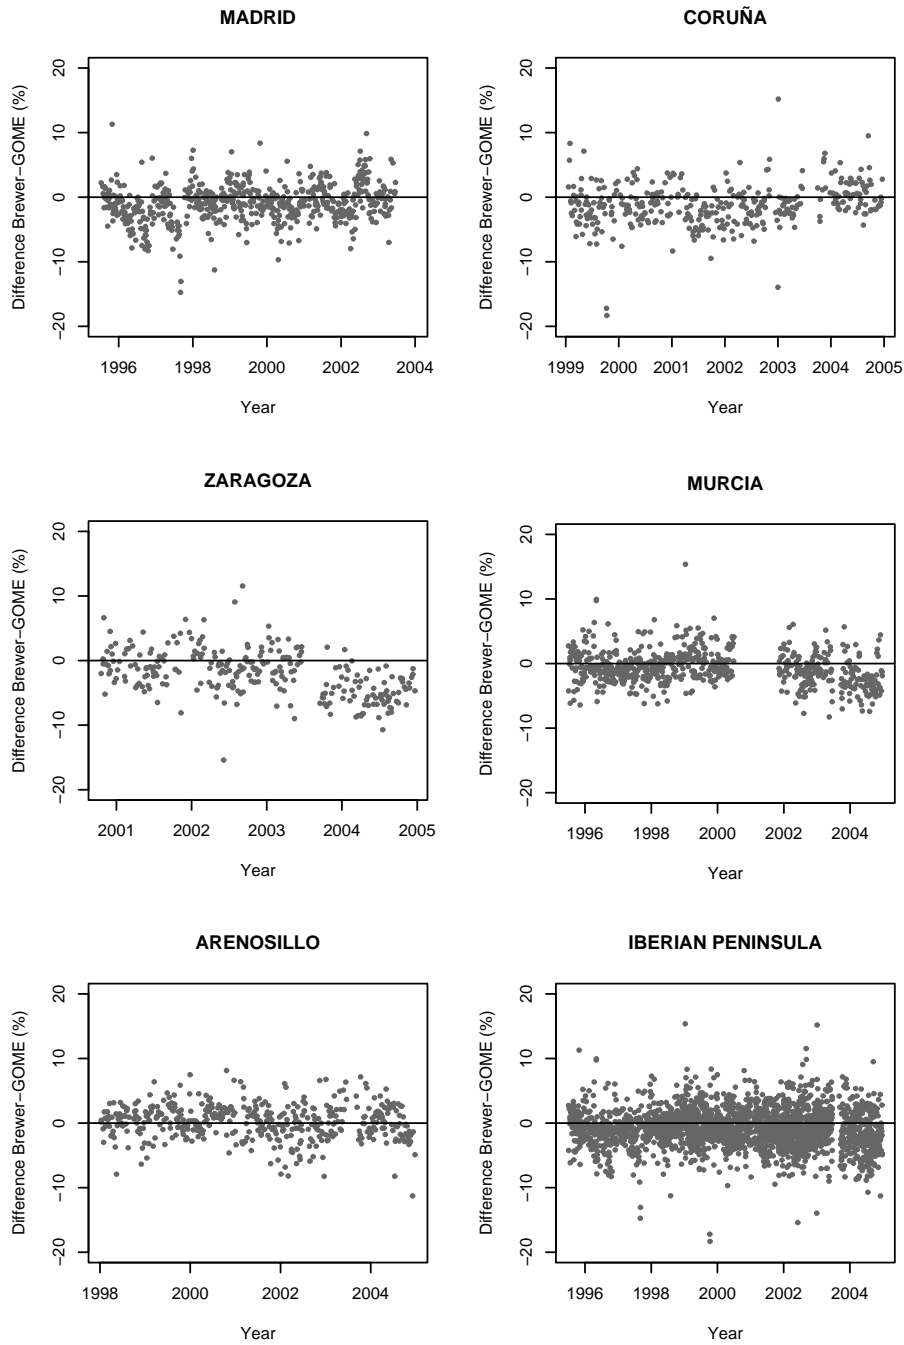 MADRID
Difference Brewer−GOME (%)
20
10
0
−10
−20
1996 1998 2000 2002 2004
Year
CORUÑA
Difference Brewer−GOME (%)
20
10
0
−10
−20
1999 2000 2001 2002 2003 2004 2005
Year
ZARAGOZA
Difference Brewer−GOME (%)
20
10
0
−10
−20
2001 2002 2003 2004 2005
Year
MURCIA
Difference Brewer−GOME (%)
20
10
0
−10
−20
1996 1998 2000 2002 2004
Year
ARENOSILLO
Difference Brewer−GOME (%)
20
10
0
−10
−20
1998 2000 2002 2004
Year
IBERIAN PENINSULA
Difference Brewer−GOME (%)
20
10
0
−10
−20
1996 1998 2000 2002 2004
Year